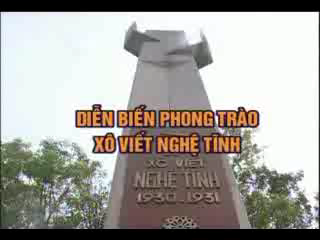 DIỄN BIẾN PHONG TRÀO
XÔ VIẾT NGHỆ TĨNH
XÔ VIẾT
NGHỆ TĨNH
1930-1931